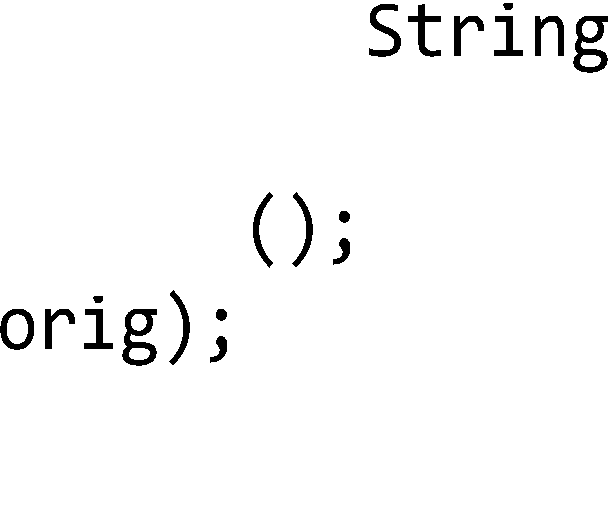 String
();
orig);